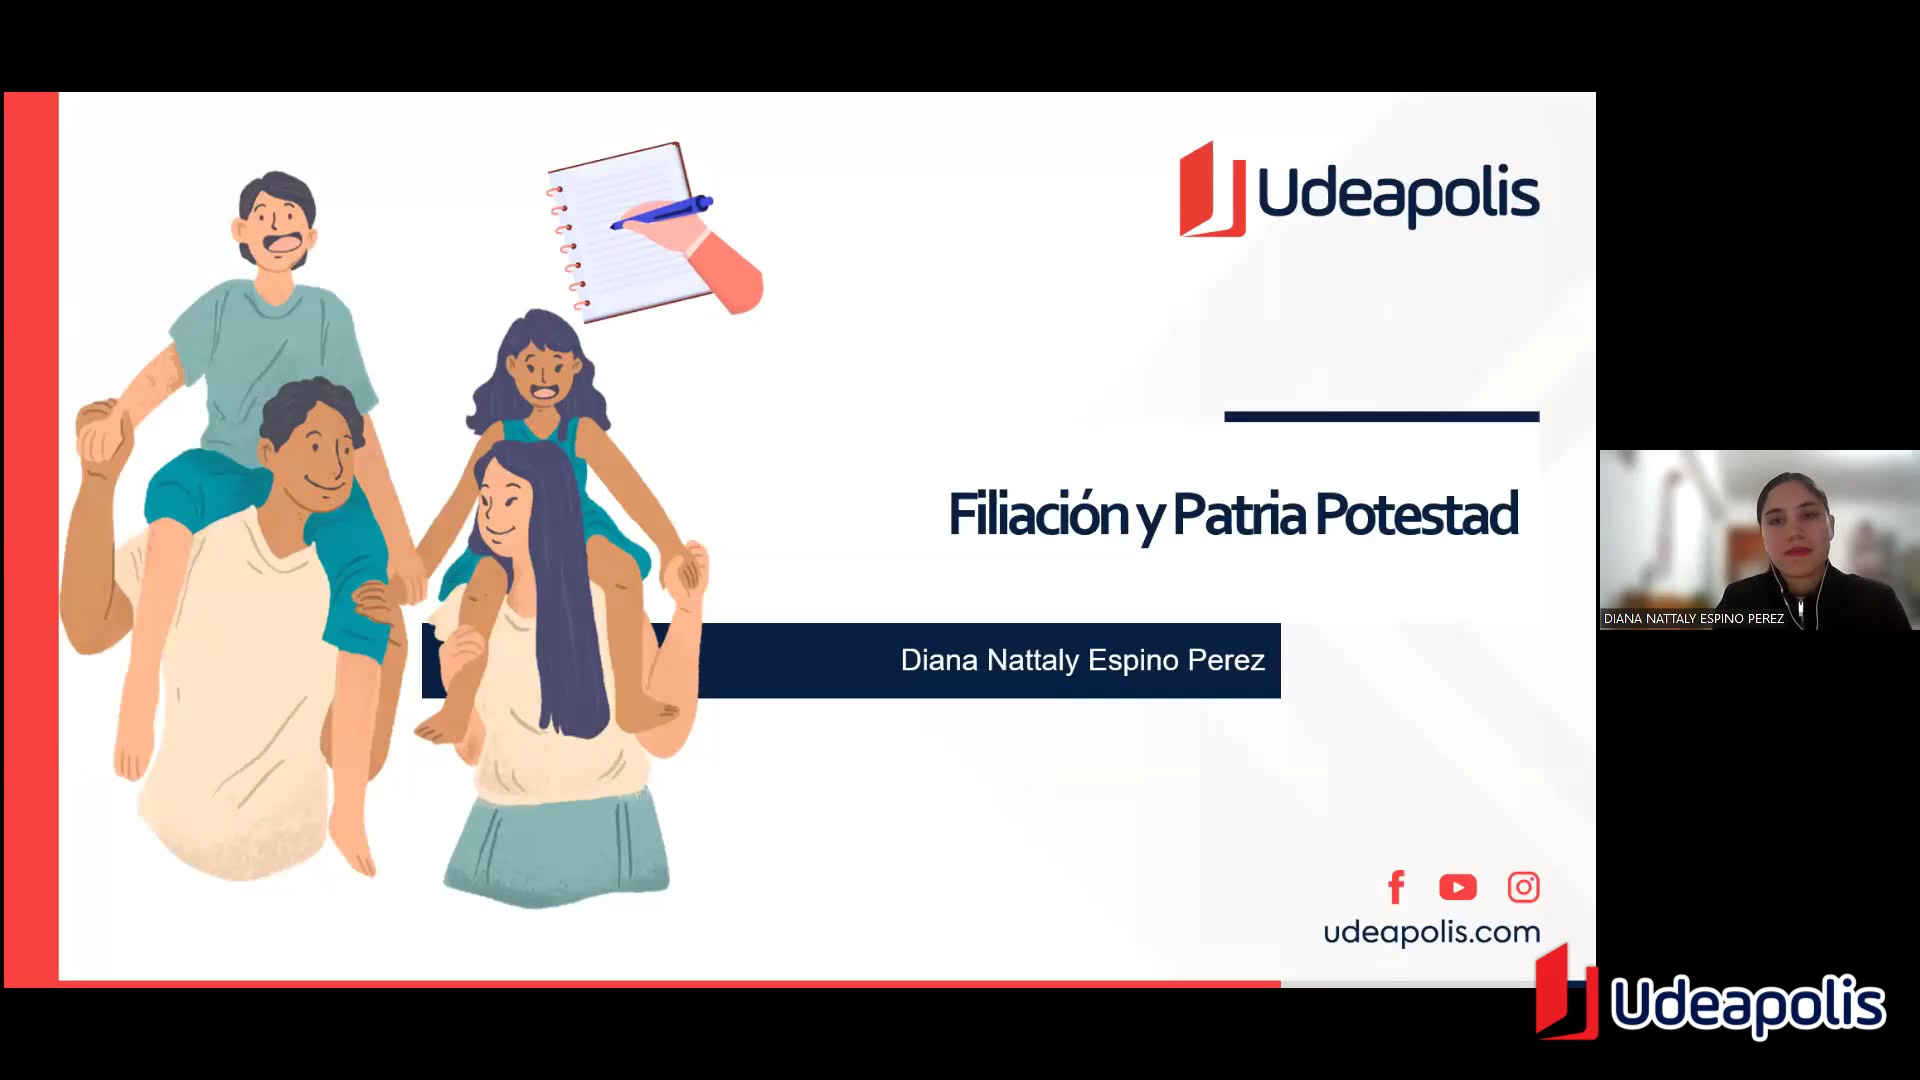 Udeapolis
Filiación y Patria Potestad
Diana Nattaly Espino Perez
DIANA NATTALY ESPINO PEREZ
udeapolis.com
Udeapolis